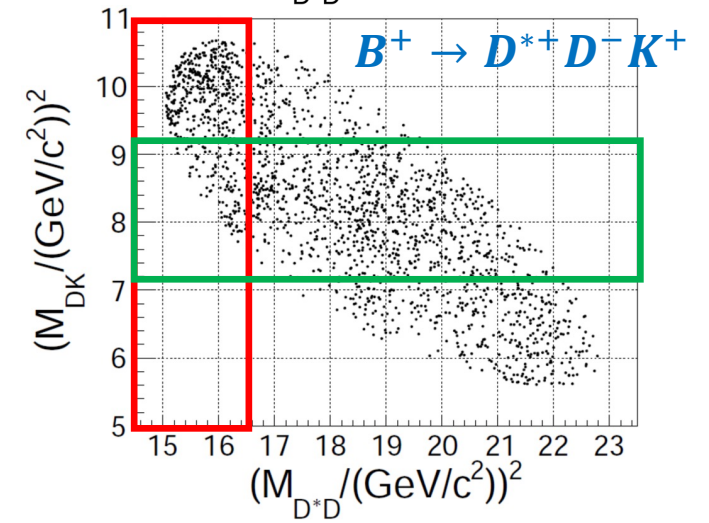 D D
B⁺ → D*⁺D⁻K⁺
11
10
9
8
7
6
5
(M_DK/(GeV/c²))²
15 16 17 18 19 20 21 22 23
(M_D*D/(GeV/c²))²